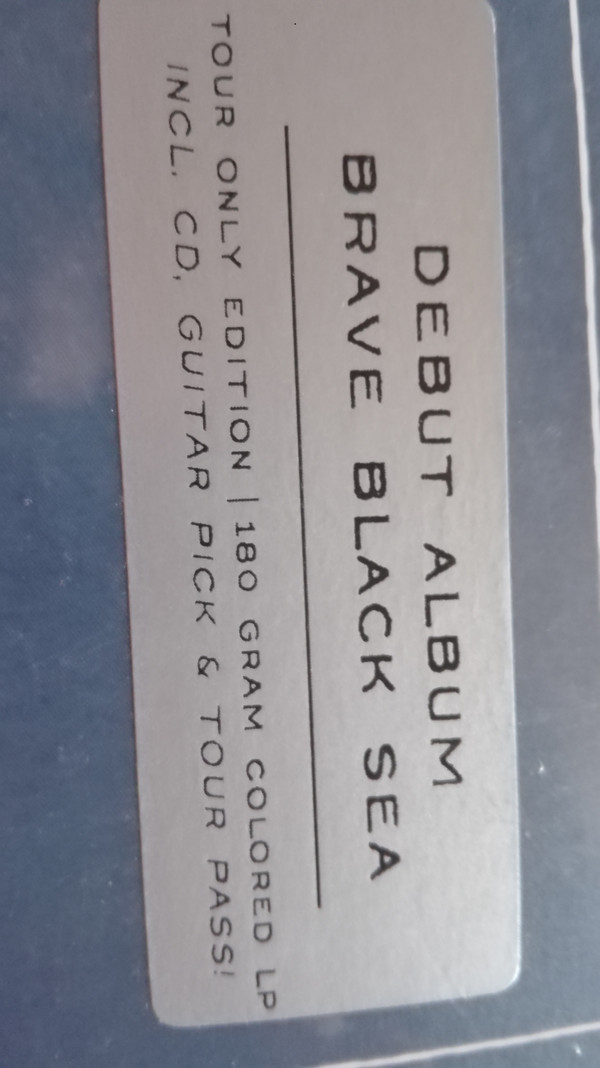 DEBUT ALBUM
BRAVE BLACK SEA
TOUR ONLY EDITION | 180 GRAM COLORED LP
INCL. CD, GUITAR PICK & TOUR PASS!